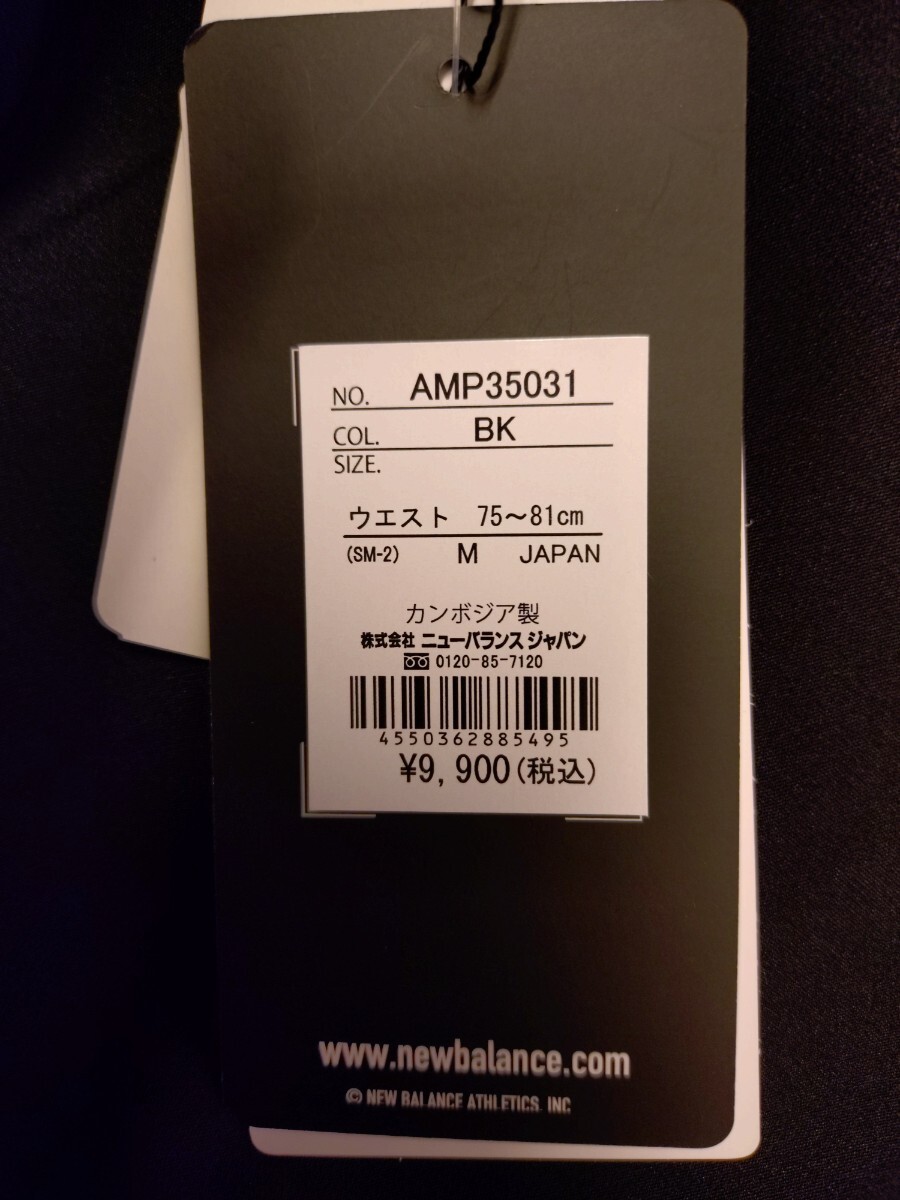 NO. AMP35031
COL. BK
SIZE.
ウエスト 75～81cm
(SM-2) M JAPAN
カンボジア製
株式会社 ニューバランス ジャパン
0120-85-7120
4550362885495
¥9,900(税込)
www.newbalance.com
© NEW BALANCE ATHLETICS, INC